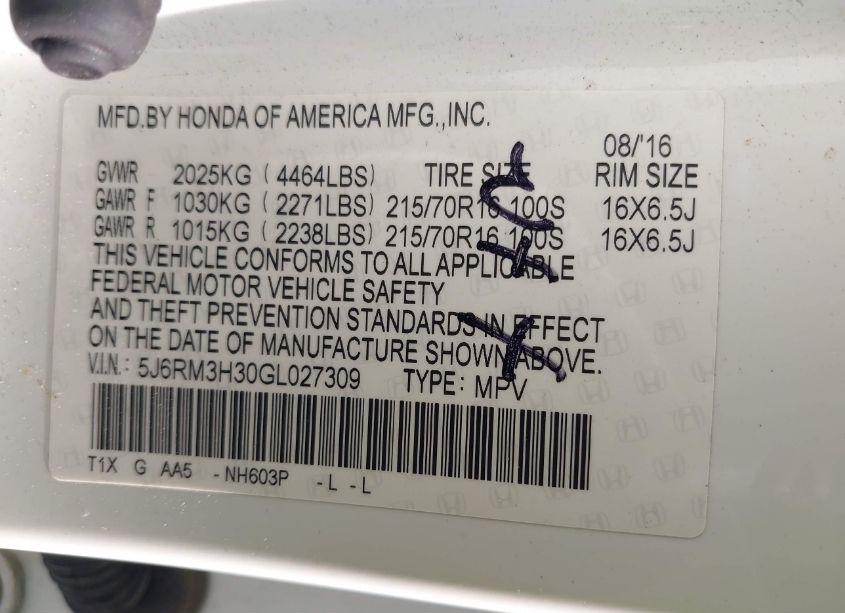 MFD.BY HONDA OF AMERICA MFG.,INC.
08/'16
GVWR 2025KG (4464LBS) TIRE SIZE RIM SIZE
GAWR F 1030KG (2271LBS) 215/70R16 100S 16X6.5J
GAWR R 1015KG (2238LBS) 215/70R16 100S 16X6.5J
THIS VEHICLE CONFORMS TO ALL APPLICABLE
FEDERAL MOTOR VEHICLE SAFETY
AND THEFT PREVENTION STANDARDS IN EFFECT
ON THE DATE OF MANUFACTURE SHOWN ABOVE.
V.I.N.: 5J6RM3H30GL027309 TYPE: MPV
T1X G AA5 -NH603P -L -L